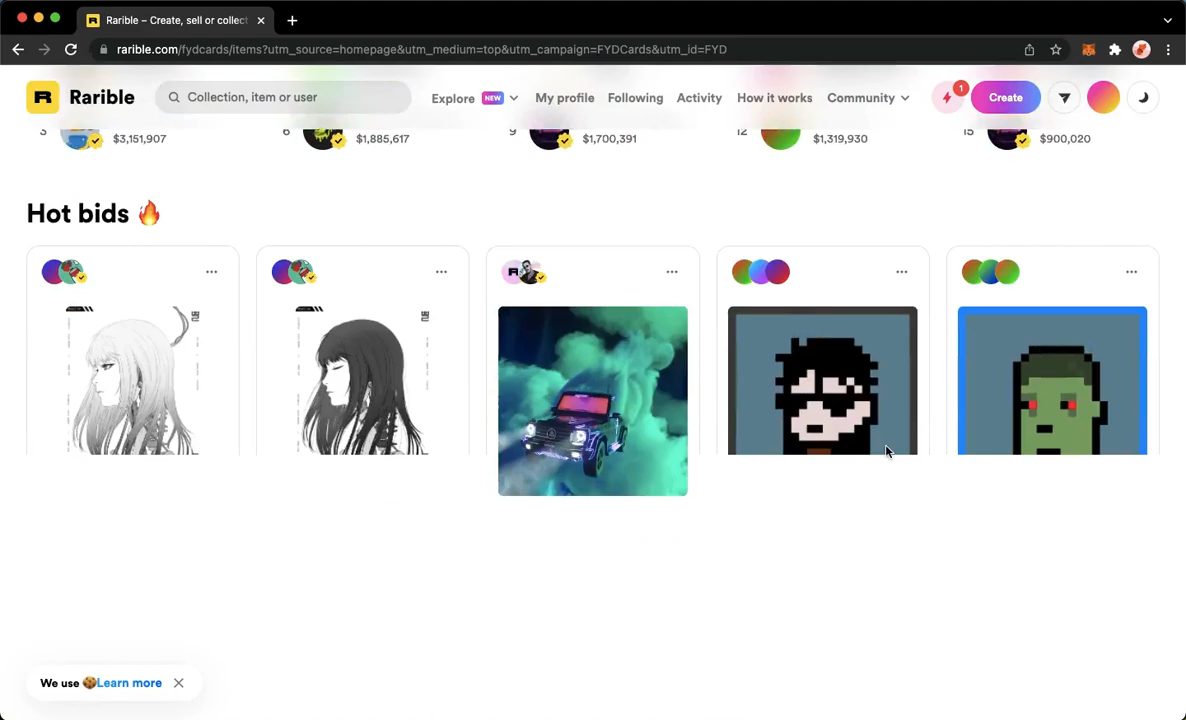 Rarible – Create, sell or collect
rarible.com/fydcards/items?utm_source=homepage&utm_medium=top&utm_campaign=FYDCards&utm_id=FYD
R Rarible
Collection, item or user
Explore NEW
My profile
Following
Activity
How it works
Community
1
Create
3 $3,151,907
6 $1,885,617
9 $1,700,391
12 $1,319,930
15 $900,020
Hot bids 🔥
We use 🍪Learn more